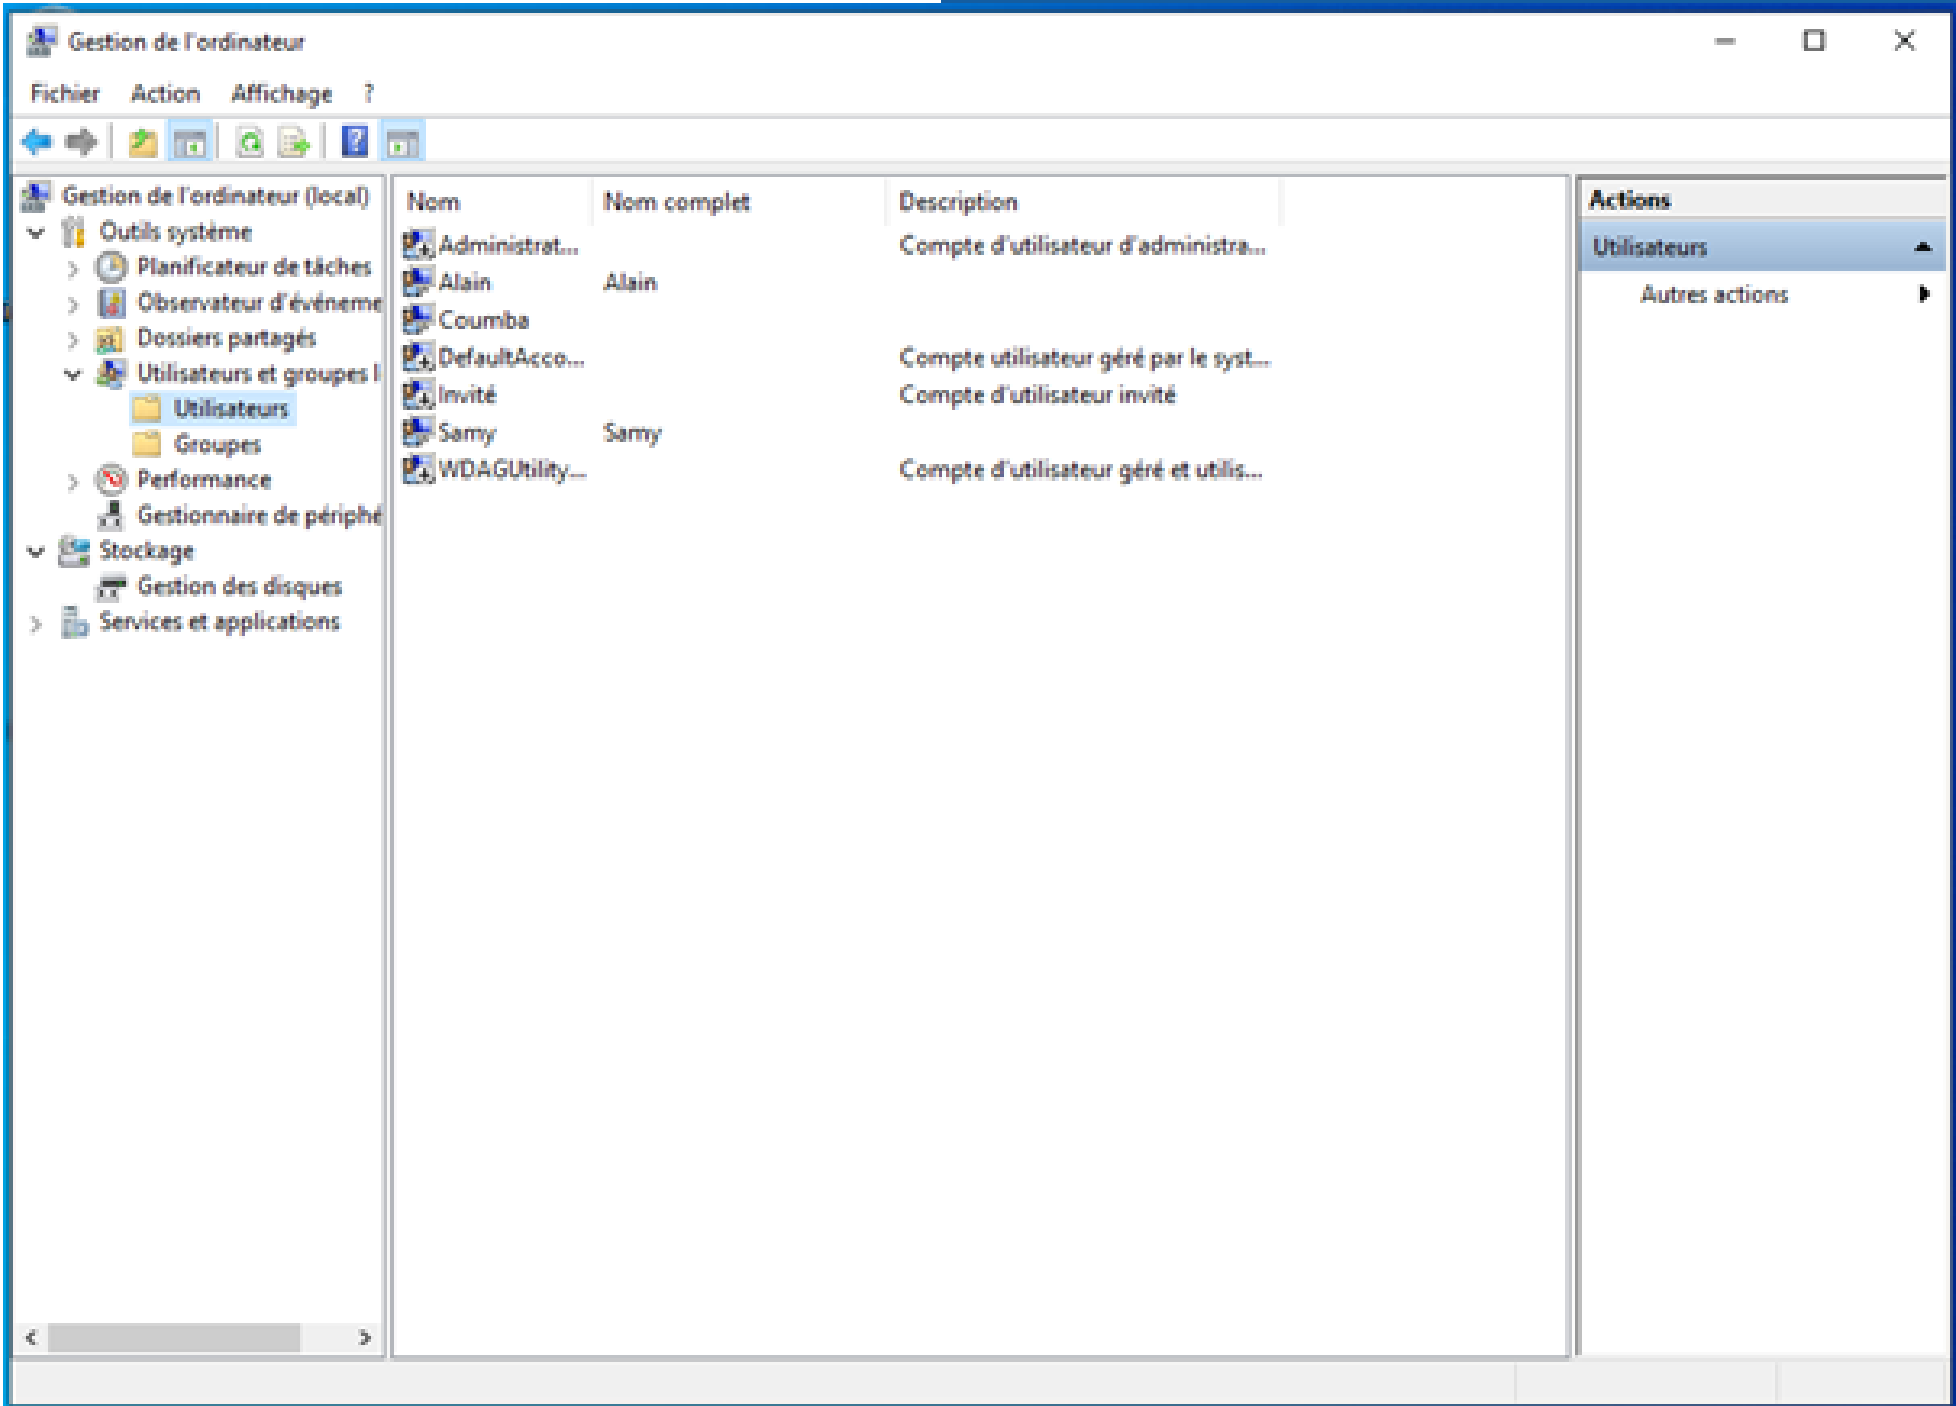 Gestion de l'ordinateur
Fichier Action Affichage ?
Gestion de l'ordinateur (local)
Outils système
Planificateur de tâches
Observateur d'événeme
Dossiers partagés
Utilisateurs et groupes l
Utilisateurs
Groupes
Performance
Gestionnaire de périphé
Stockage
Gestion des disques
Services et applications
Nom Nom complet Description
Administrat... Compte d'utilisateur d'administra...
Alain Alain
Coumba
DefaultAcco... Compte utilisateur géré par le syst...
Invité Compte d'utilisateur invité
Samy Samy
WDAGUtility... Compte d'utilisateur géré et utilis...
Actions
Utilisateurs
Autres actions